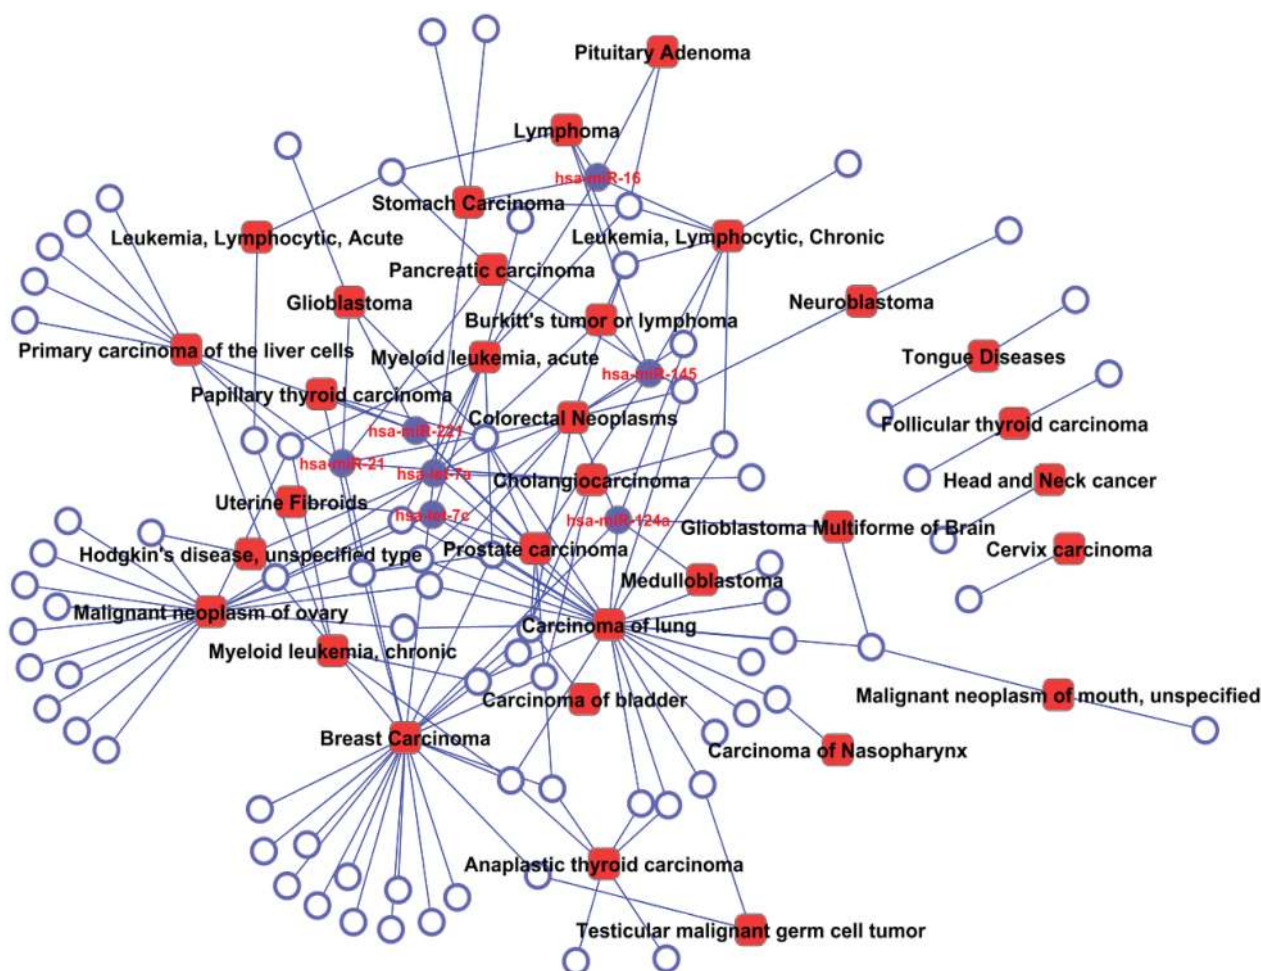 Pituitary Adenoma
Lymphoma
hsa-miR-16
Stomach Carcinoma
Leukemia, Lymphocytic, Acute
Leukemia, Lymphocytic, Chronic
Pancreatic carcinoma
Glioblastoma
Neuroblastoma
Burkitt's tumor or lymphoma
Primary carcinoma of the liver cells
Myeloid leukemia, acute
Tongue Diseases
hsa-miR-145
Papillary thyroid carcinoma
Colorectal Neoplasms
Follicular thyroid carcinoma
hsa-miR-221
hsa-miR-21
hsa-let-7a
Cholangiocarcinoma
Head and Neck cancer
Uterine Fibroids
hsa-let-7c
hsa-miR-124a
Glioblastoma Multiforme of Brain
Hodgkin's disease, unspecified type
Prostate carcinoma
Cervix carcinoma
Medulloblastoma
Malignant neoplasm of ovary
Carcinoma of lung
Myeloid leukemia, chronic
Carcinoma of bladder
Malignant neoplasm of mouth, unspecified
Breast Carcinoma
Carcinoma of Nasopharynx
Anaplastic thyroid carcinoma
Testicular malignant germ cell tumor